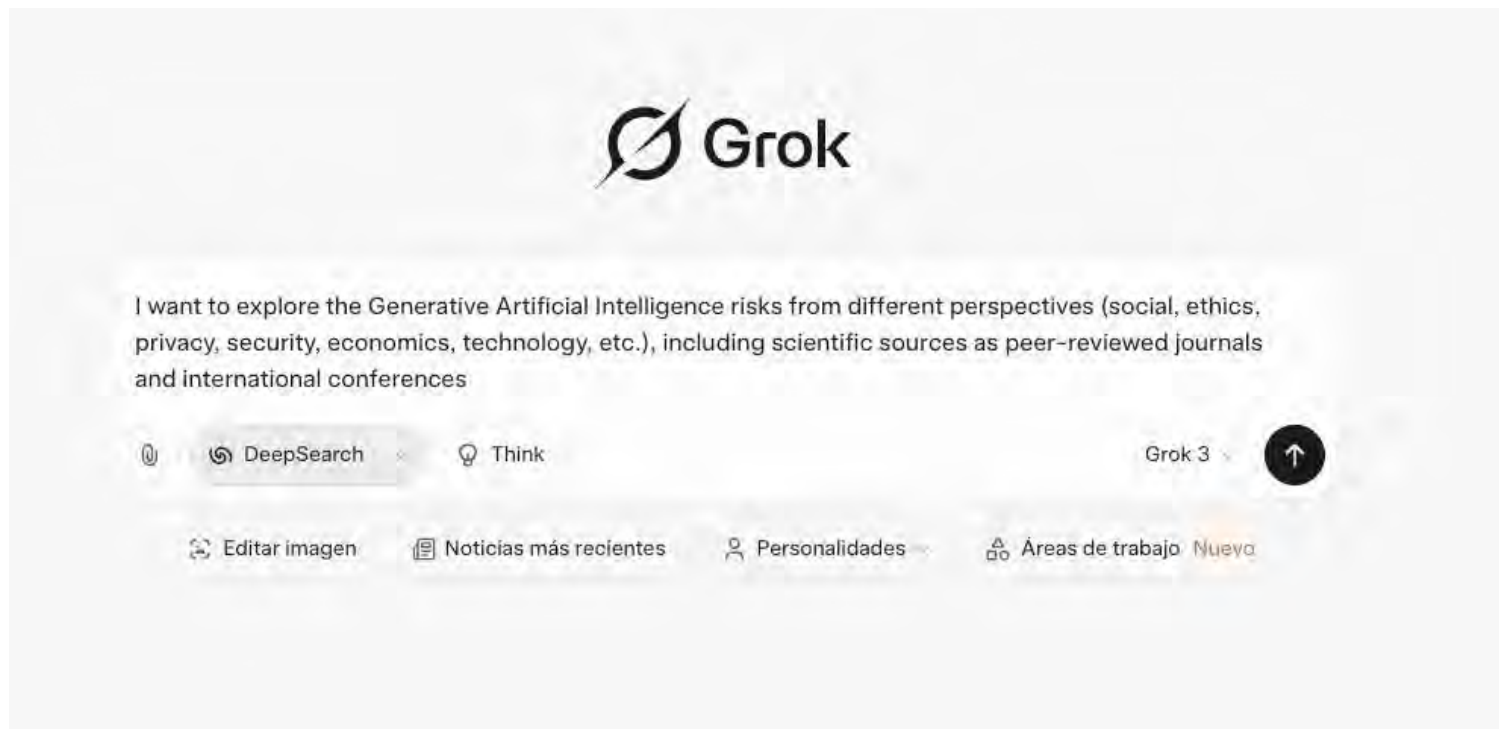 Grok
I want to explore the Generative Artificial Intelligence risks from different perspectives (social, ethics,
privacy, security, economics, technology, etc.), including scientific sources as peer-reviewed journals
and international conferences
DeepSearch Think Grok 3
Editar imagen Noticias más recientes Personalidades Áreas de trabajo Nuevo